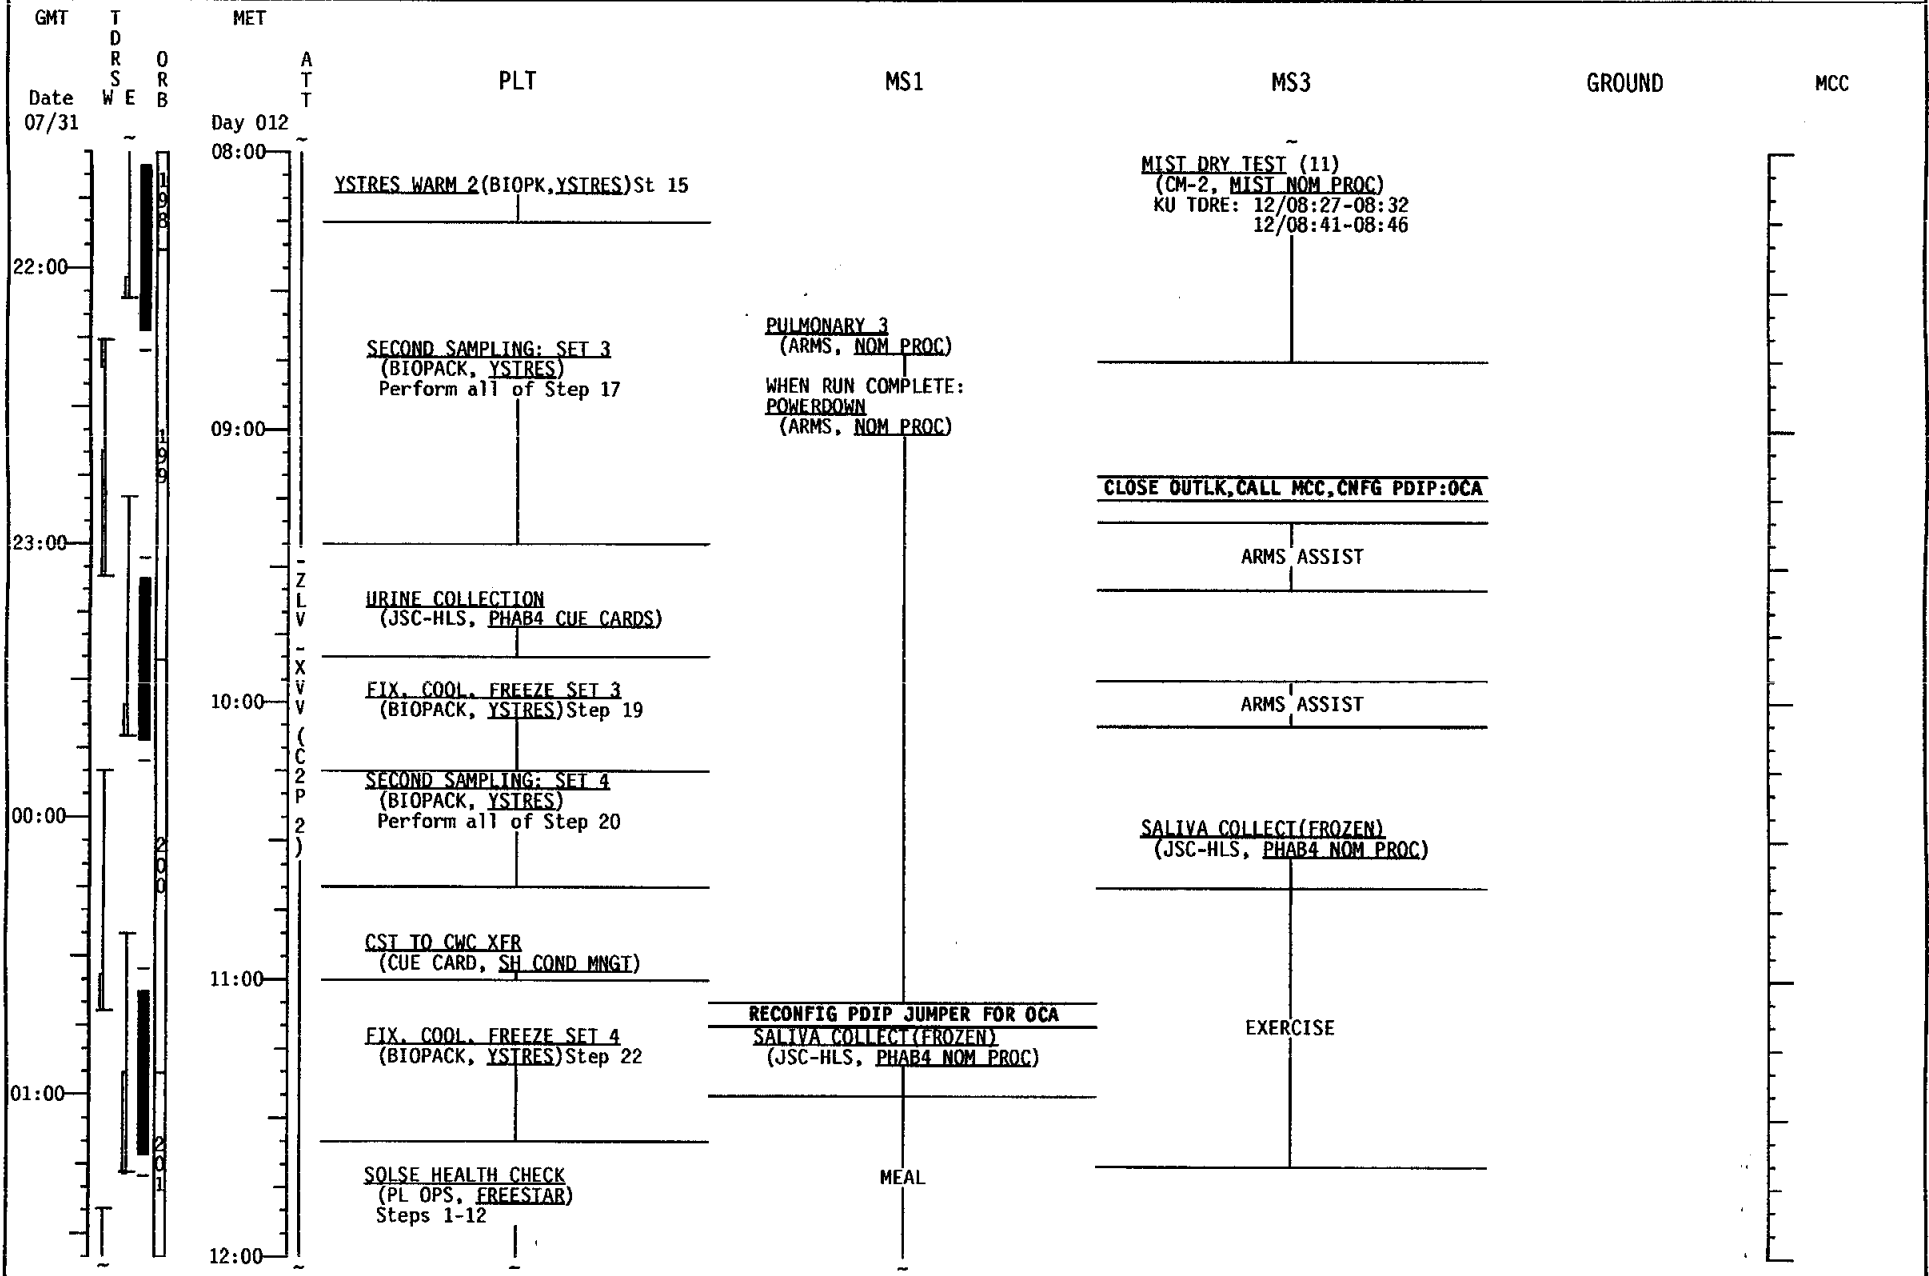 GMT
TDRS
W E
ORB
MET
ATT
PLT
MS1
MS3
GROUND
MCC
Date
07/31
Day 012
08:00
09:00
10:00
11:00
12:00
22:00
23:00
00:00
01:00
198
199
200
201
-ZLV -XVV (C2P 2)
YSTRES WARM 2(BIOPK,YSTRES)St 15
SECOND SAMPLING: SET 3
(BIOPACK, YSTRES)
Perform all of Step 17
URINE COLLECTION
(JSC-HLS, PHAB4 CUE CARDS)
FIX, COOL, FREEZE SET 3
(BIOPACK, YSTRES)Step 19
SECOND SAMPLING: SET 4
(BIOPACK, YSTRES)
Perform all of Step 20
CST TO CWC XFR
(CUE CARD, SH COND MNGT)
FIX, COOL, FREEZE SET 4
(BIOPACK, YSTRES)Step 22
SOLSE HEALTH CHECK
(PL OPS, FREESTAR)
Steps 1-12
PULMONARY 3
(ARMS, NOM PROC)
WHEN RUN COMPLETE:
POWERDOWN
(ARMS, NOM PROC)
RECONFIG PDIP JUMPER FOR OCA
SALIVA COLLECT(FROZEN)
(JSC-HLS, PHAB4 NOM PROC)
MEAL
MIST DRY TEST (11)
(CM-2, MIST NOM PROC)
KU TDRE: 12/08:27-08:32
12/08:41-08:46
CLOSE OUTLK,CALL MCC,CNFG PDIP:OCA
ARMS ASSIST
ARMS ASSIST
SALIVA COLLECT(FROZEN)
(JSC-HLS, PHAB4 NOM PROC)
EXERCISE